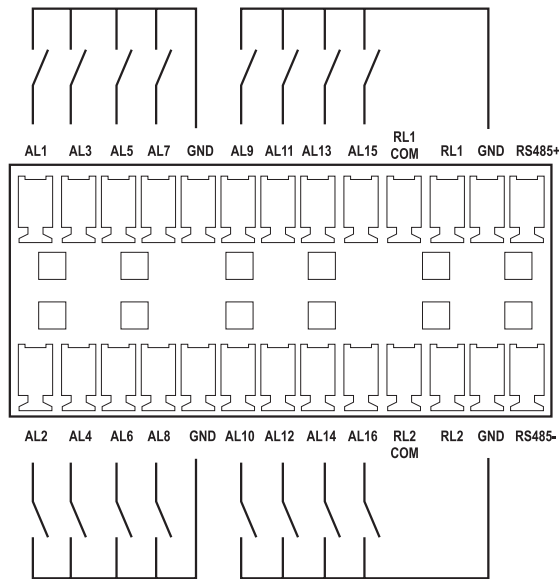 AL1 AL3 AL5 AL7 GND AL9 AL11 AL13 AL15 RL1 COM RL1 GND RS485+
AL2 AL4 AL6 AL8 GND AL10 AL12 AL14 AL16 RL2 COM RL2 GND RS485-